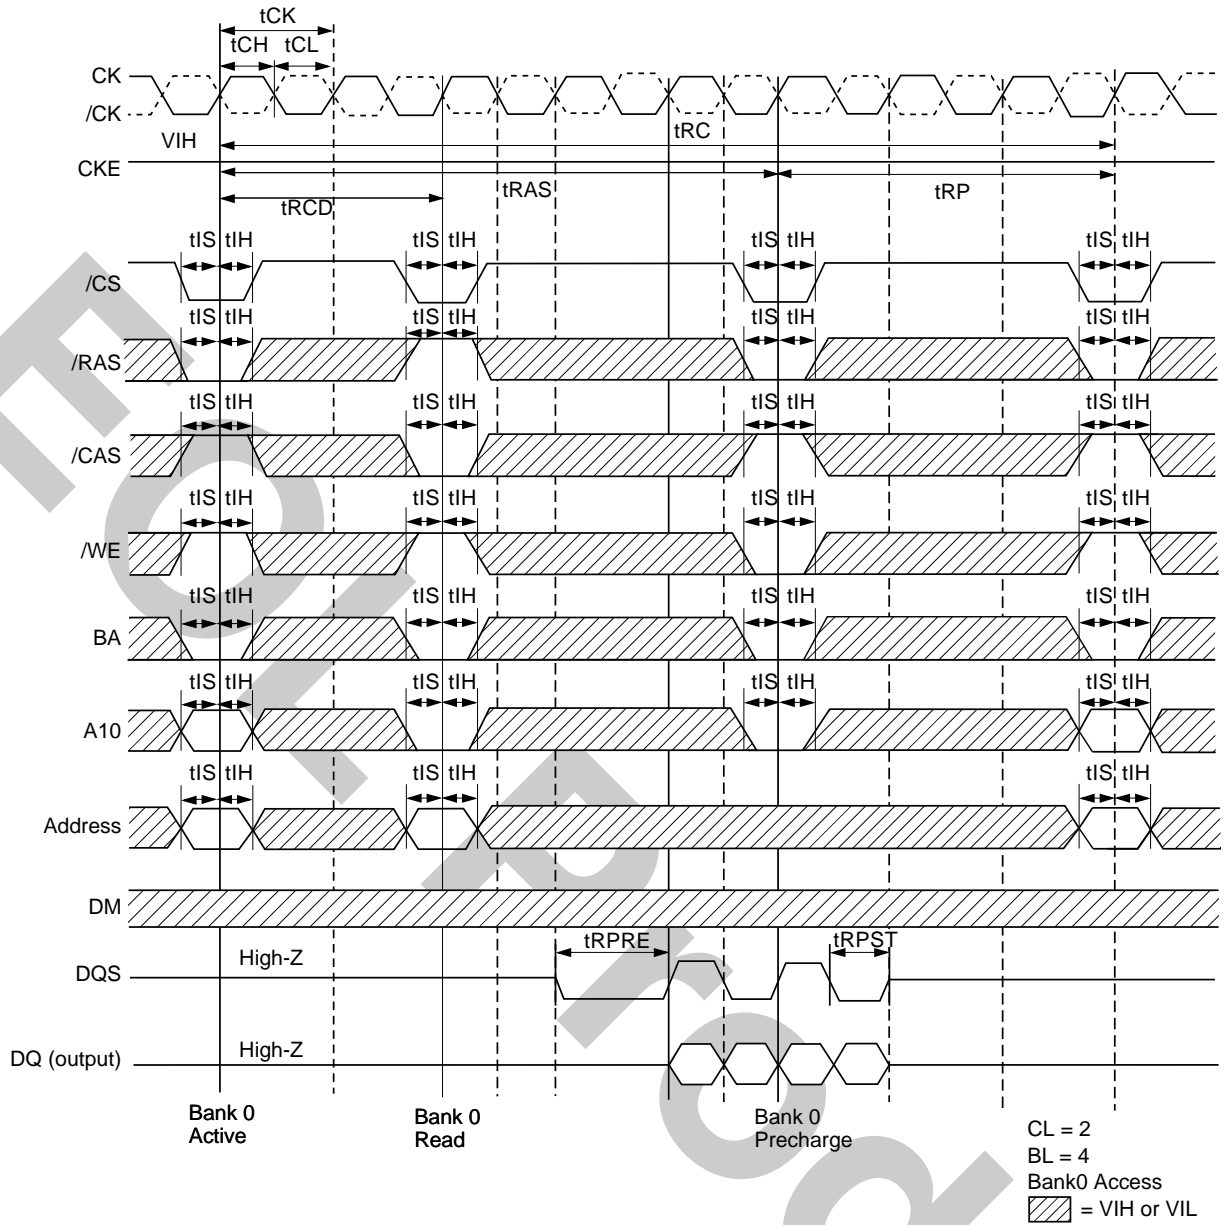 tCK
tCH tCL
CK
/CK
VIH
tRC
CKE
tRAS
tRP
tRCD
tIS tIH tIS tIH tIS tIH tIS tIH
/CS
tIS tIH tIS tIH tIS tIH tIS tIH
/RAS
tIS tIH tIS tIH tIS tIH tIS tIH
/CAS
tIS tIH tIS tIH tIS tIH tIS tIH
/WE
tIS tIH tIS tIH tIS tIH tIS tIH
BA
tIS tIH tIS tIH tIS tIH tIS tIH
A10
tIS tIH tIS tIH tIS tIH
Address
DM
tRPRE tRPST
High-Z
DQS
High-Z
DQ (output)
Bank 0
Active
Bank 0
Read
Bank 0
Precharge
CL = 2
BL = 4
Bank0 Access
= VIH or VIL
EOL Prod